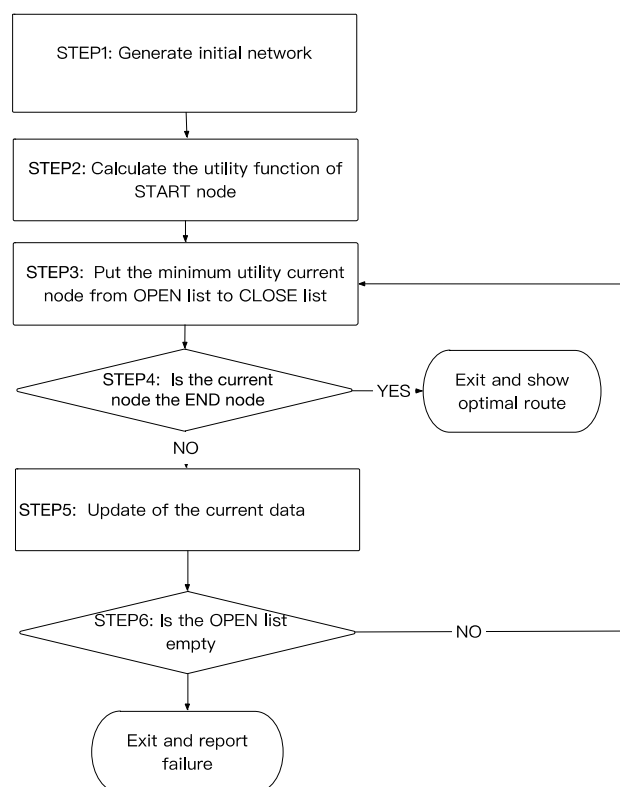 STEP1: Generate initial network
STEP2: Calculate the utility function of
START node
STEP3:  Put the minimum utility current
node from OPEN list to CLOSE list
STEP4:  Is the current
node the END node
YES
Exit and show
optimal route
NO
STEP5:  Update of the current data
STEP6: Is the OPEN list
empty
NO
Exit and report
failure